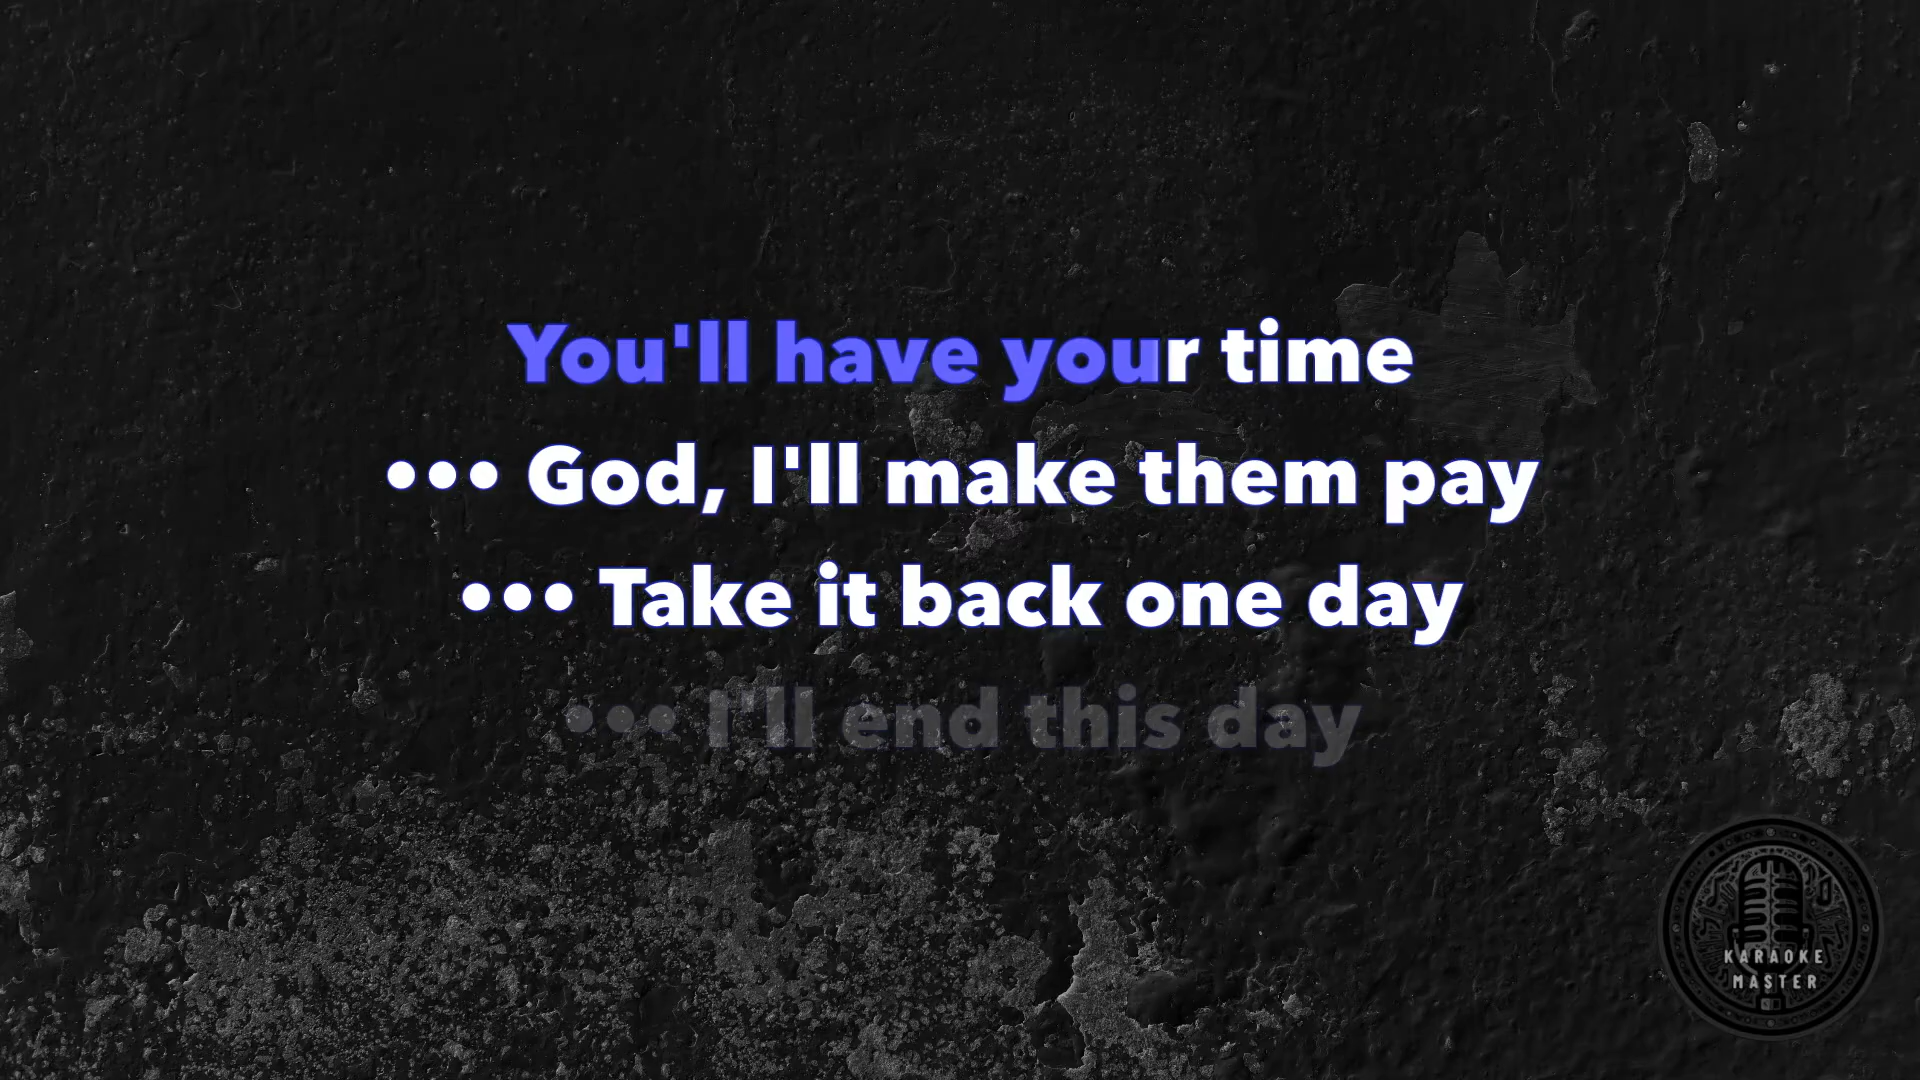 You'll have your time
••• God, I'll make them pay
••• Take it back one day
••• I'll end this day
KARAOKE
MASTER